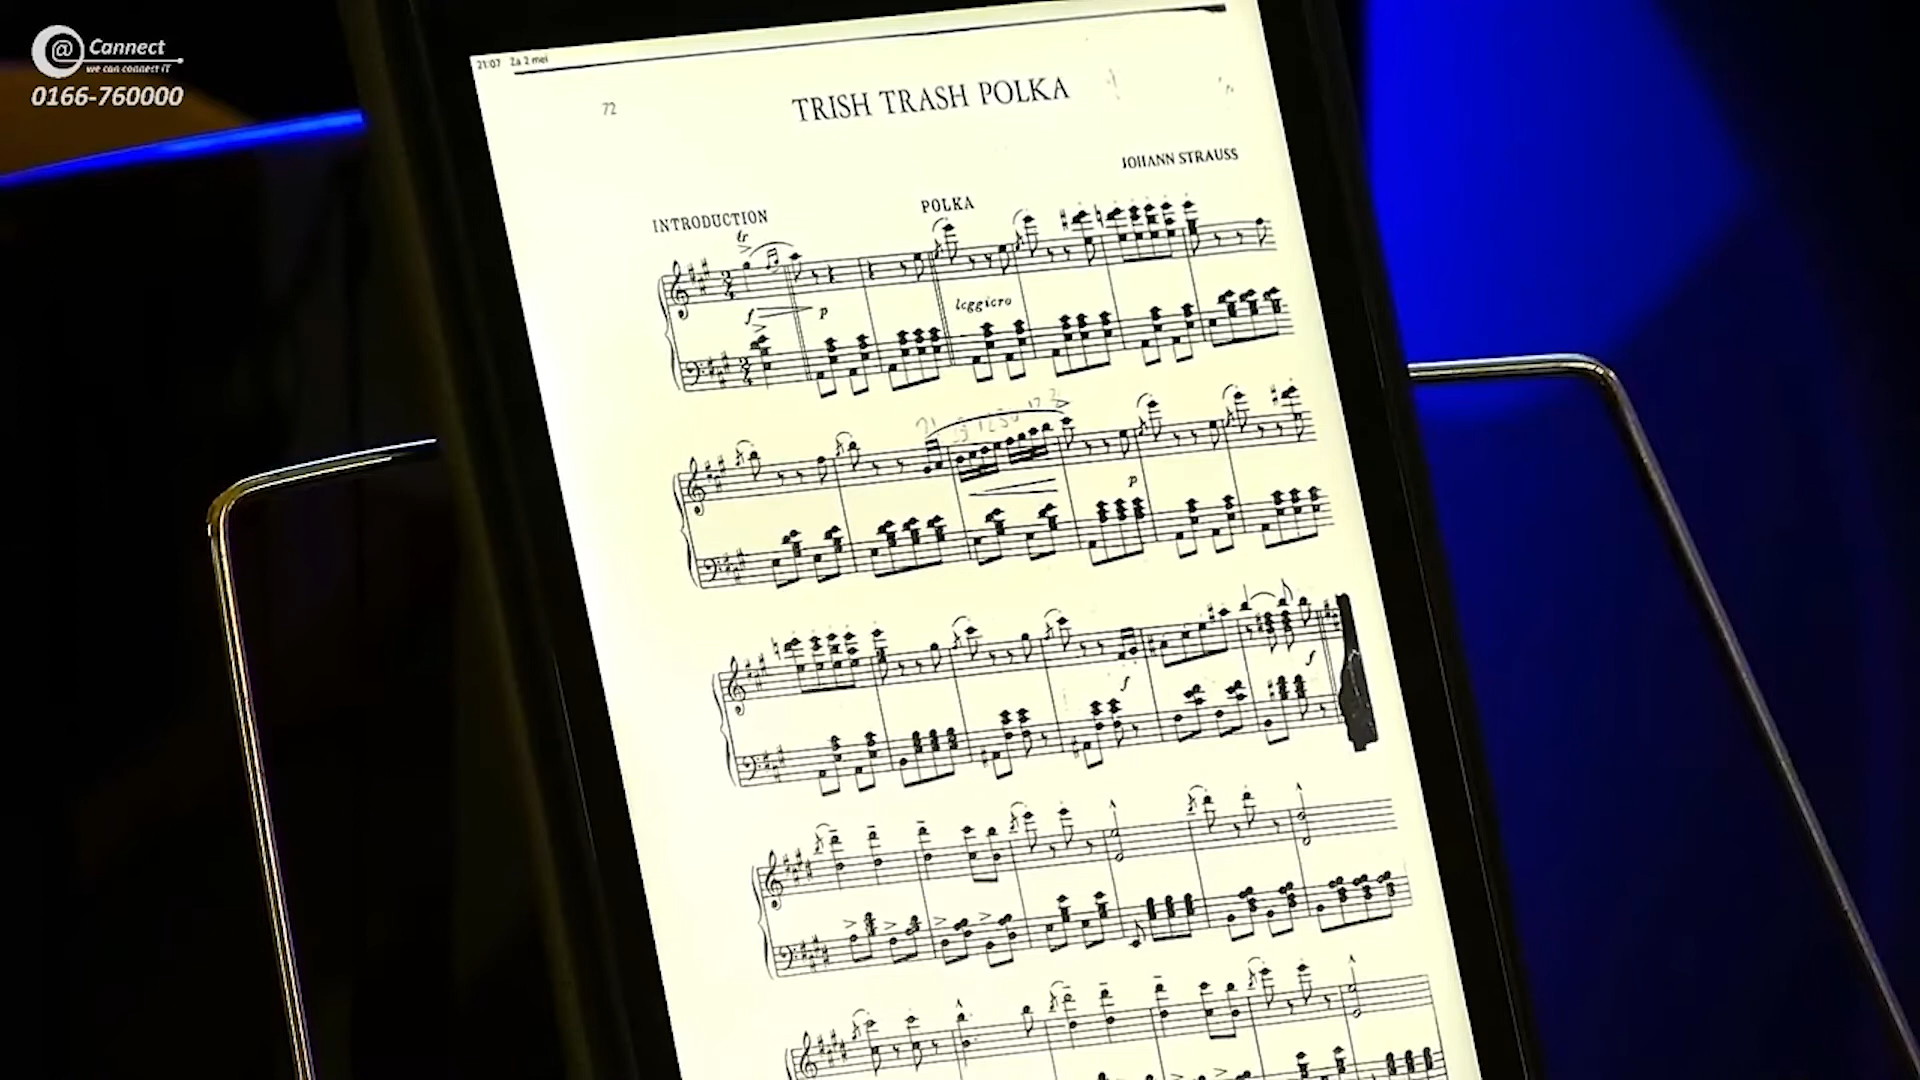 @ Cannect
we can connect iT
0166-760000
21:07 Za 2 mei
72
TRISH TRASH POLKA
JOHANN STRAUSS
INTRODUCTION
POLKA
tr
f
p
leggiero
p
f
f